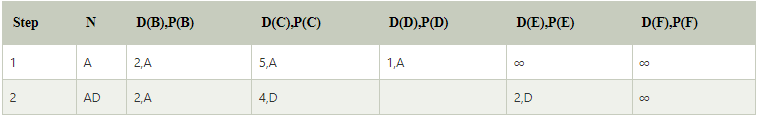 Step N D(B),P(B) D(C),P(C) D(D),P(D) D(E),P(E) D(F),P(F)
1 A 2,A 5,A 1,A ∞ ∞
2 AD 2,A 4,D 2,D ∞